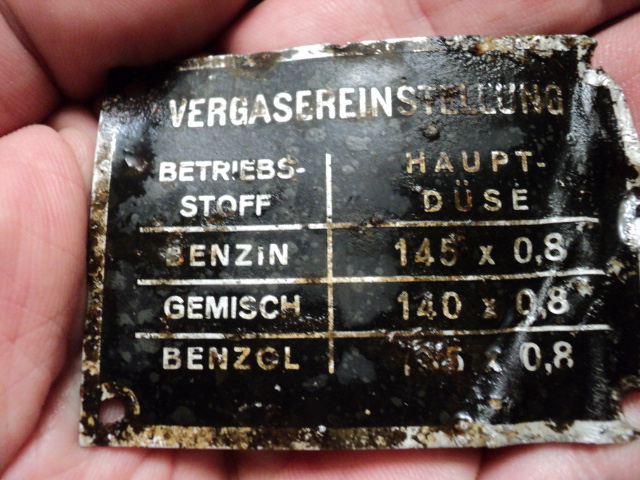 VERGASEREINSTELLUNG
BETRIEBS-
STOFF
HAUPT-
DÜSE
BENZIN 145 x 0,8
GEMISCH 140 x 0,8
BENZOL x 0,8